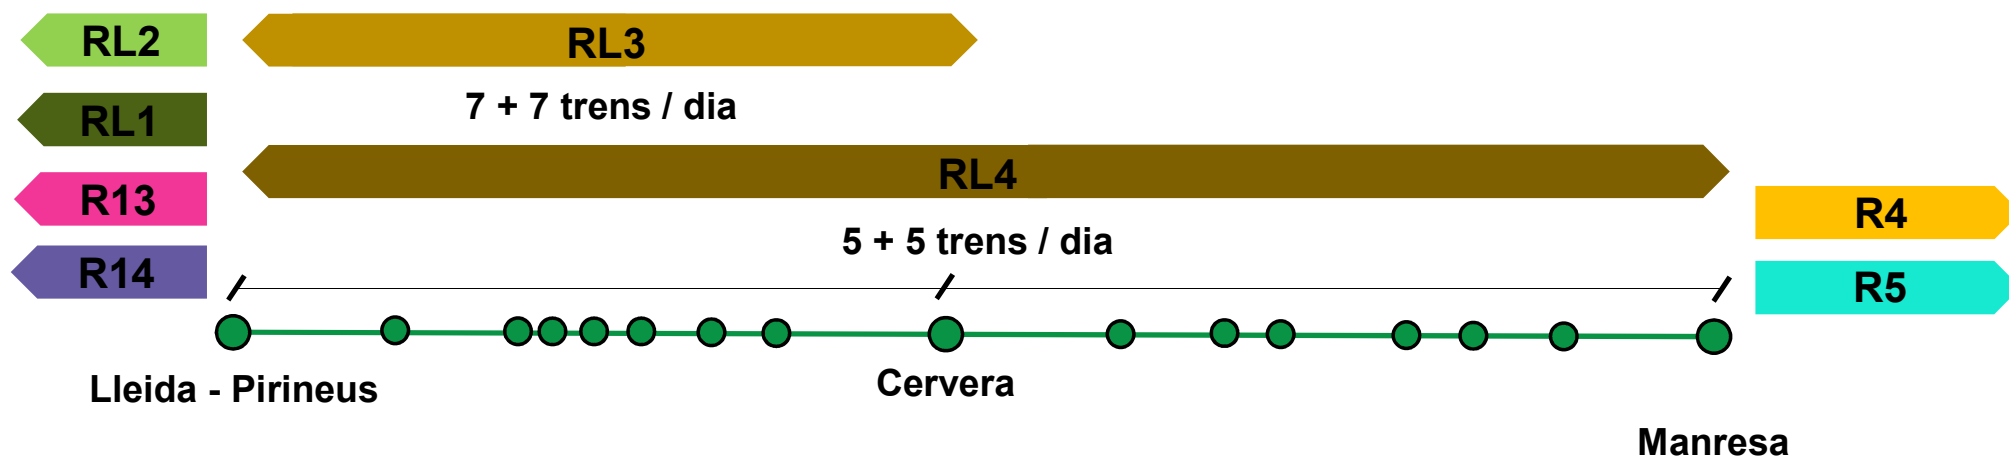 RL2
RL3
RL1
7 + 7 trens / dia
RL4
R13
R4
5 + 5 trens / dia
R14
R5
Lleida - Pirineus
Cervera
Manresa